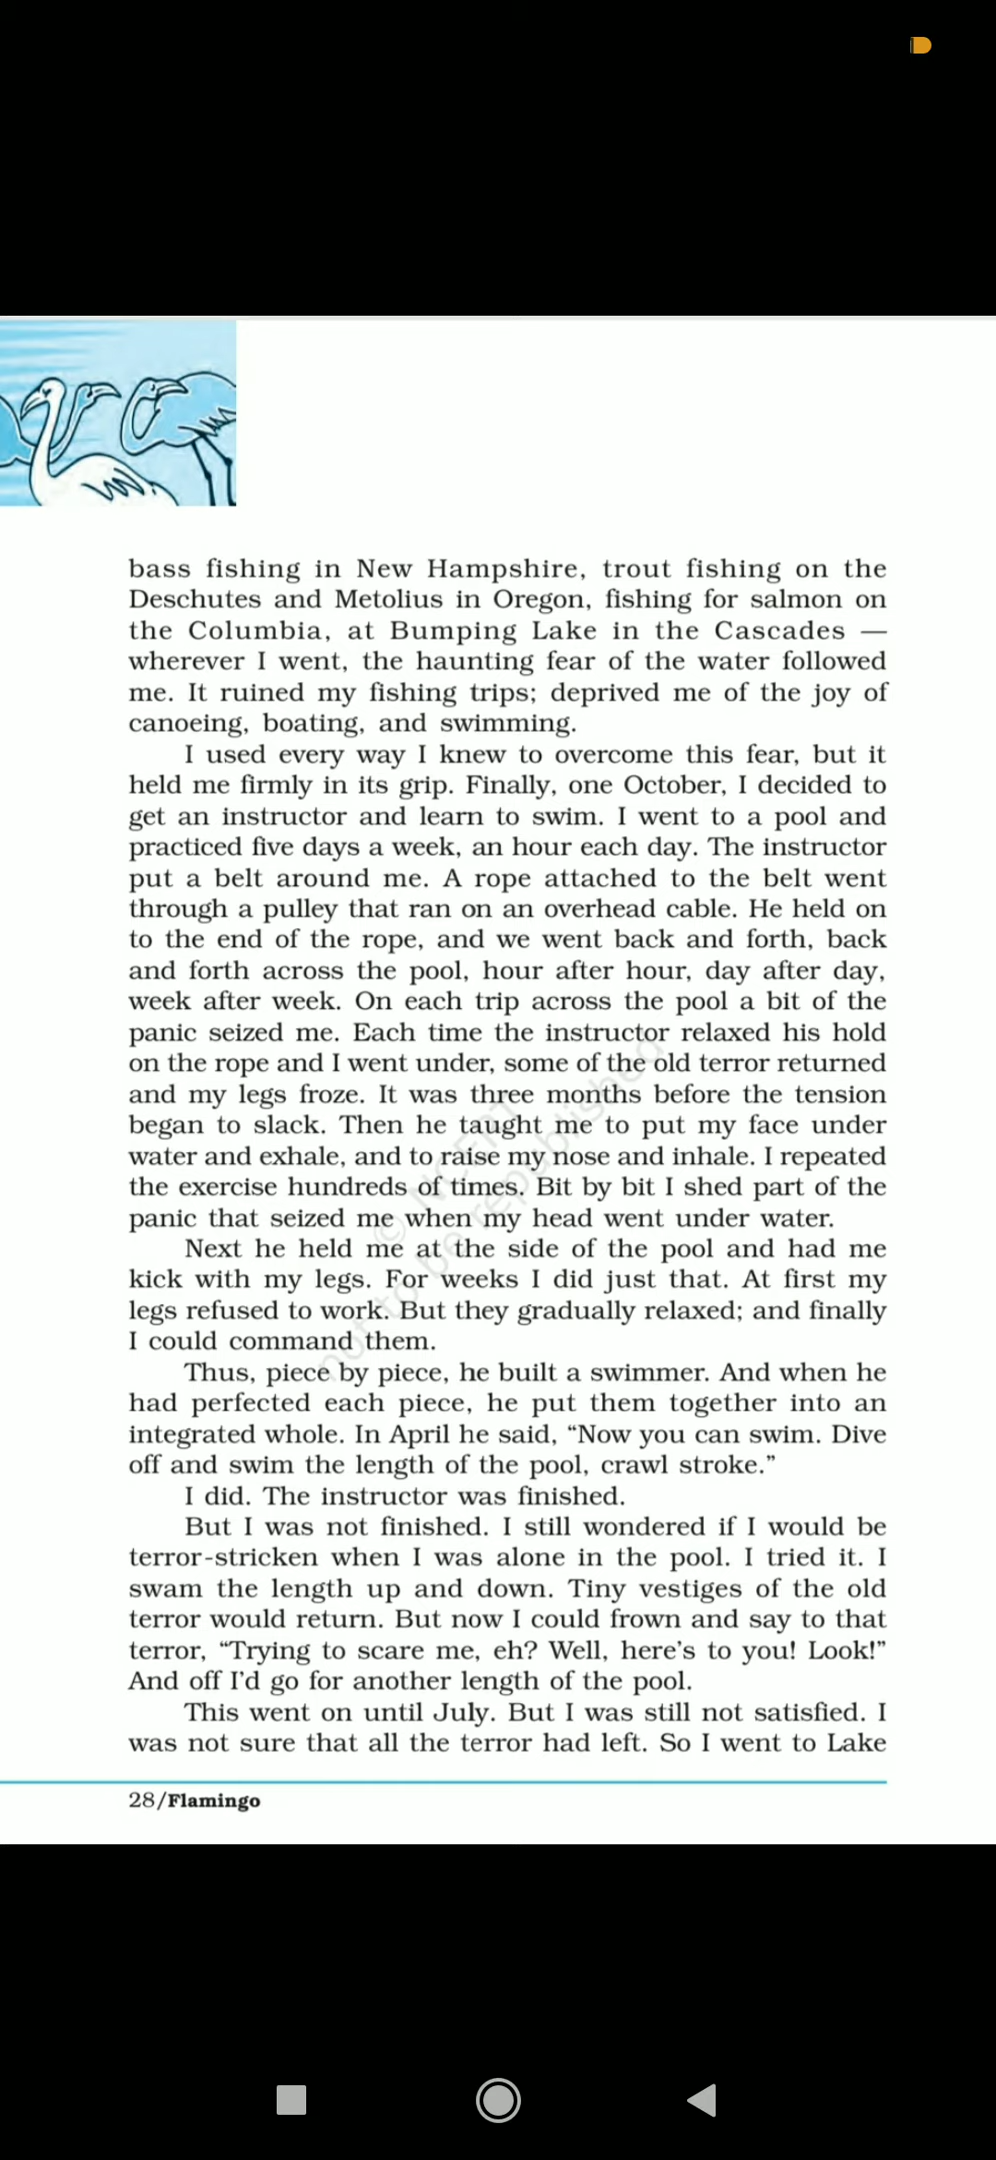 bass fishing in New Hampshire, trout fishing on the
Deschutes and Metolius in Oregon, fishing for salmon on
the Columbia, at Bumping Lake in the Cascades —
wherever I went, the haunting fear of the water followed
me. It ruined my fishing trips; deprived me of the joy of
canoeing, boating, and swimming.
I used every way I knew to overcome this fear, but it
held me firmly in its grip. Finally, one October, I decided to
get an instructor and learn to swim. I went to a pool and
practiced five days a week, an hour each day. The instructor
put a belt around me. A rope attached to the belt went
through a pulley that ran on an overhead cable. He held on
to the end of the rope, and we went back and forth, back
and forth across the pool, hour after hour, day after day,
week after week. On each trip across the pool a bit of the
panic seized me. Each time the instructor relaxed his hold
on the rope and I went under, some of the old terror returned
and my legs froze. It was three months before the tension
began to slack. Then he taught me to put my face under
water and exhale, and to raise my nose and inhale. I repeated
the exercise hundreds of times. Bit by bit I shed part of the
panic that seized me when my head went under water.
Next he held me at the side of the pool and had me
kick with my legs. For weeks I did just that. At first my
legs refused to work. But they gradually relaxed; and finally
I could command them.
Thus, piece by piece, he built a swimmer. And when he
had perfected each piece, he put them together into an
integrated whole. In April he said, “Now you can swim. Dive
off and swim the length of the pool, crawl stroke.”
I did. The instructor was finished.
But I was not finished. I still wondered if I would be
terror-stricken when I was alone in the pool. I tried it. I
swam the length up and down. Tiny vestiges of the old
terror would return. But now I could frown and say to that
terror, “Trying to scare me, eh? Well, here’s to you! Look!”
And off I’d go for another length of the pool.
This went on until July. But I was still not satisfied. I
was not sure that all the terror had left. So I went to Lake
28/Flamingo
© NCERT
not to be republished